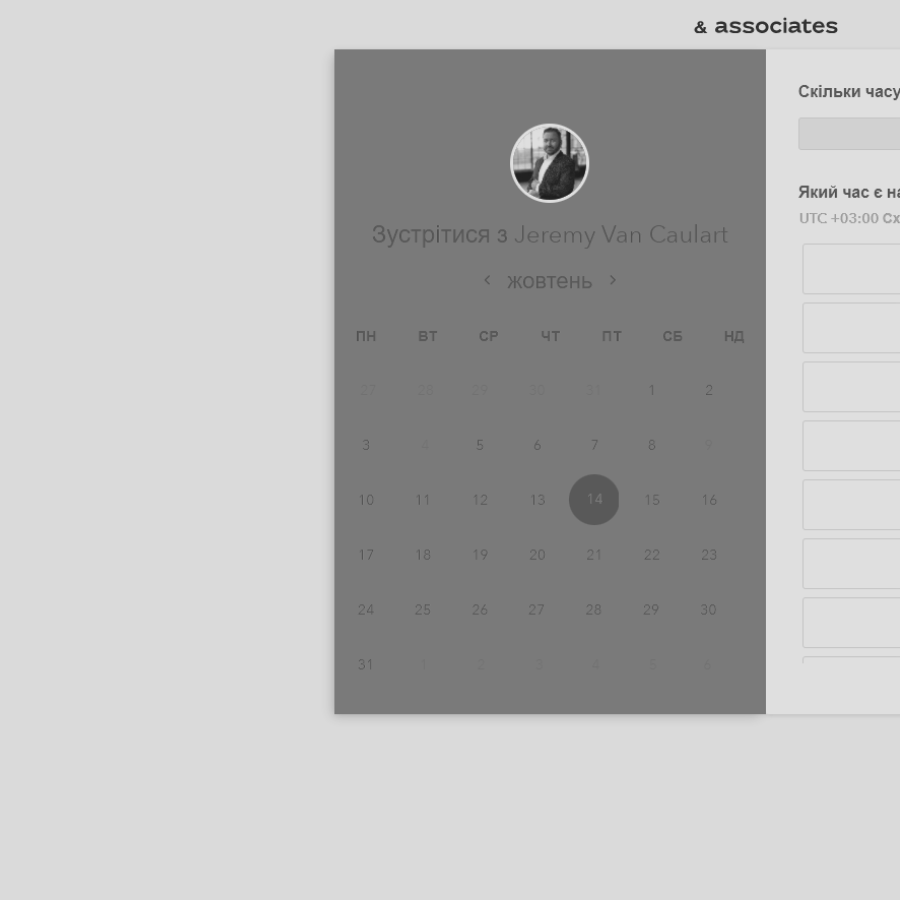 & associates
Скільки часу
Який час є на
UTC +03:00 Сх
Зустрітися з Jeremy Van Caulart
‹ жовтень ›
ПН ВТ СР ЧТ ПТ СБ НД
27 28 29 30 31 1 2
3 4 5 6 7 8 9
10 11 12 13 14 15 16
17 18 19 20 21 22 23
24 25 26 27 28 29 30
31 1 2 3 4 5 6